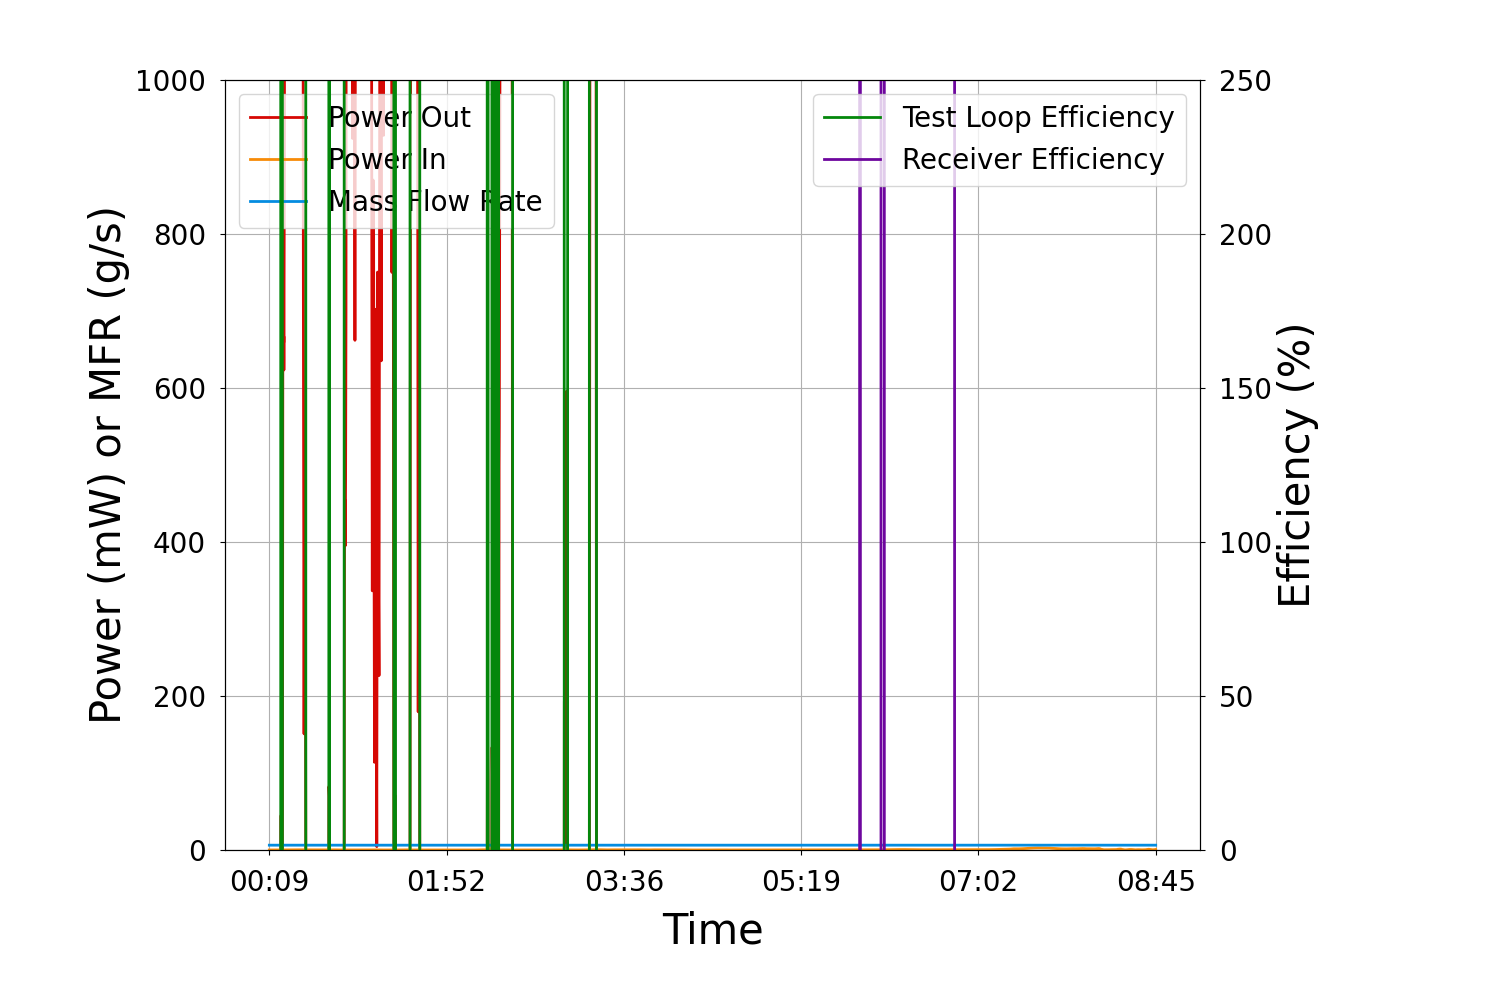 1000
800
600
400
200
0
Power (mW) or MFR (g/s)
Power Out
Power In
Mass Flow Rate
Test Loop Efficiency
Receiver Efficiency
250
200
150
100
50
0
Efficiency (%)
00:09 01:52 03:36 05:19 07:02 08:45
Time